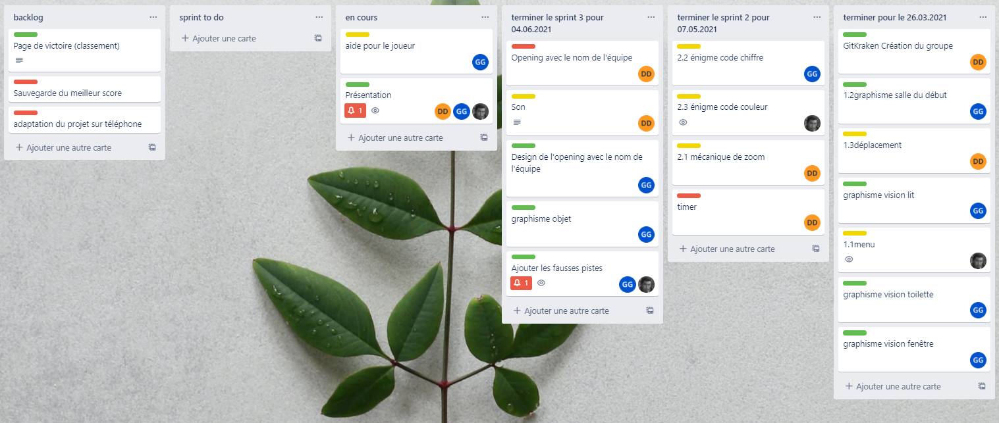 backlog
Page de victoire (classement)
Sauvegarde du meilleur score
adaptation du projet sur téléphone
Ajouter une autre carte
sprint to do
Ajouter une carte
en cours
aide pour le joueur
GG
Présentation
1
DD GG
Ajouter une autre carte
terminer le sprint 3 pour
04.06.2021
Opening avec le nom de l'équipe
DD
Son
DD
Design de l'opening avec le nom de
l'équipe
GG
graphisme objet
GG
Ajouter les fausses pistes
1
GG
Ajouter une autre carte
terminer le sprint 2 pour
07.05.2021
2.2 énigme code chiffre
GG
2.3 énigme code couleur
2.1 mécanique de zoom
DD
timer
DD
Ajouter une autre carte
terminer pour le 26.03.2021
GitKraken Création du groupe
DD
1.2graphisme salle du début
GG
1.3déplacement
DD
graphisme vision lit
GG
1.1menu
graphisme vision toilette
GG
graphisme vision fenêtre
GG
Ajouter une autre carte